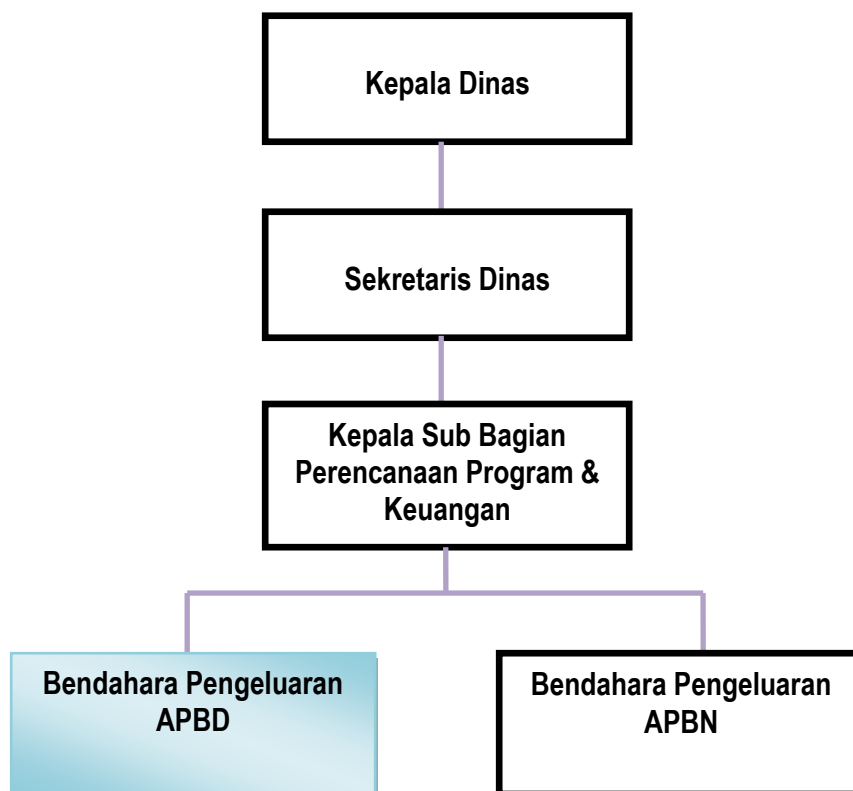 Kepala Dinas
Sekretaris Dinas
Kepala Sub Bagian
Perencanaan Program &
Keuangan
Bendahara Pengeluaran
APBD
Bendahara Pengeluaran
APBN